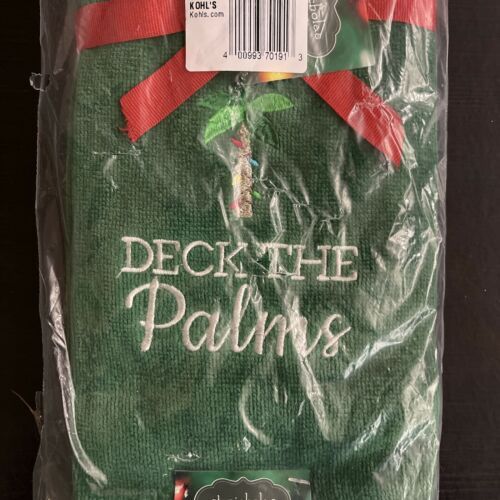 KOHL'S
Kohls.com
4 00993 70191 3
DECK THE
Palms